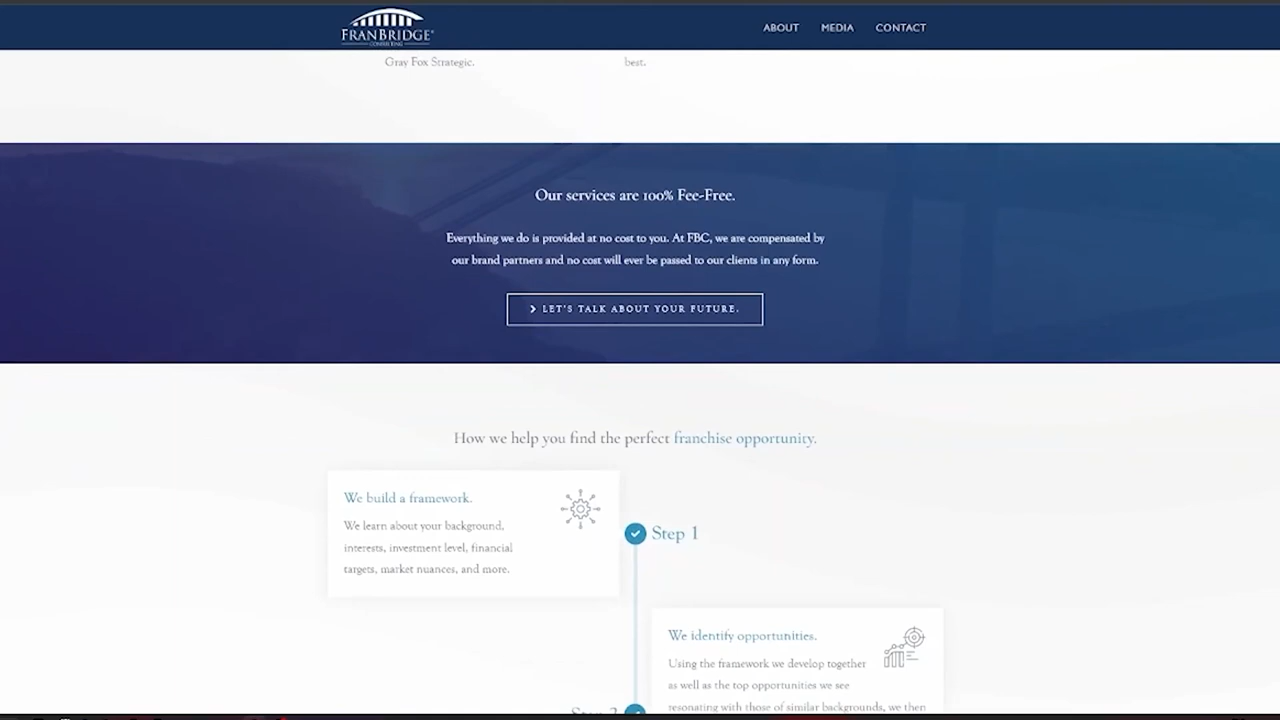 FRANBRIDGE
CONSULTING
ABOUT MEDIA CONTACT
Gray Fox Strategic.
best.
Our services are 100% Fee-Free.
Everything we do is provided at no cost to you. At FBC, we are compensated by
our brand partners and no cost will ever be passed to our clients in any form.
LET'S TALK ABOUT YOUR FUTURE.
How we help you find the perfect franchise opportunity.
We build a framework.
We learn about your background,
interests, investment level, financial
targets, market nuances, and more.
Step 1
We identify opportunities.
Using the framework we develop together
as well as the top opportunities we see
resonating with those of similar backgrounds, we then
Step 2